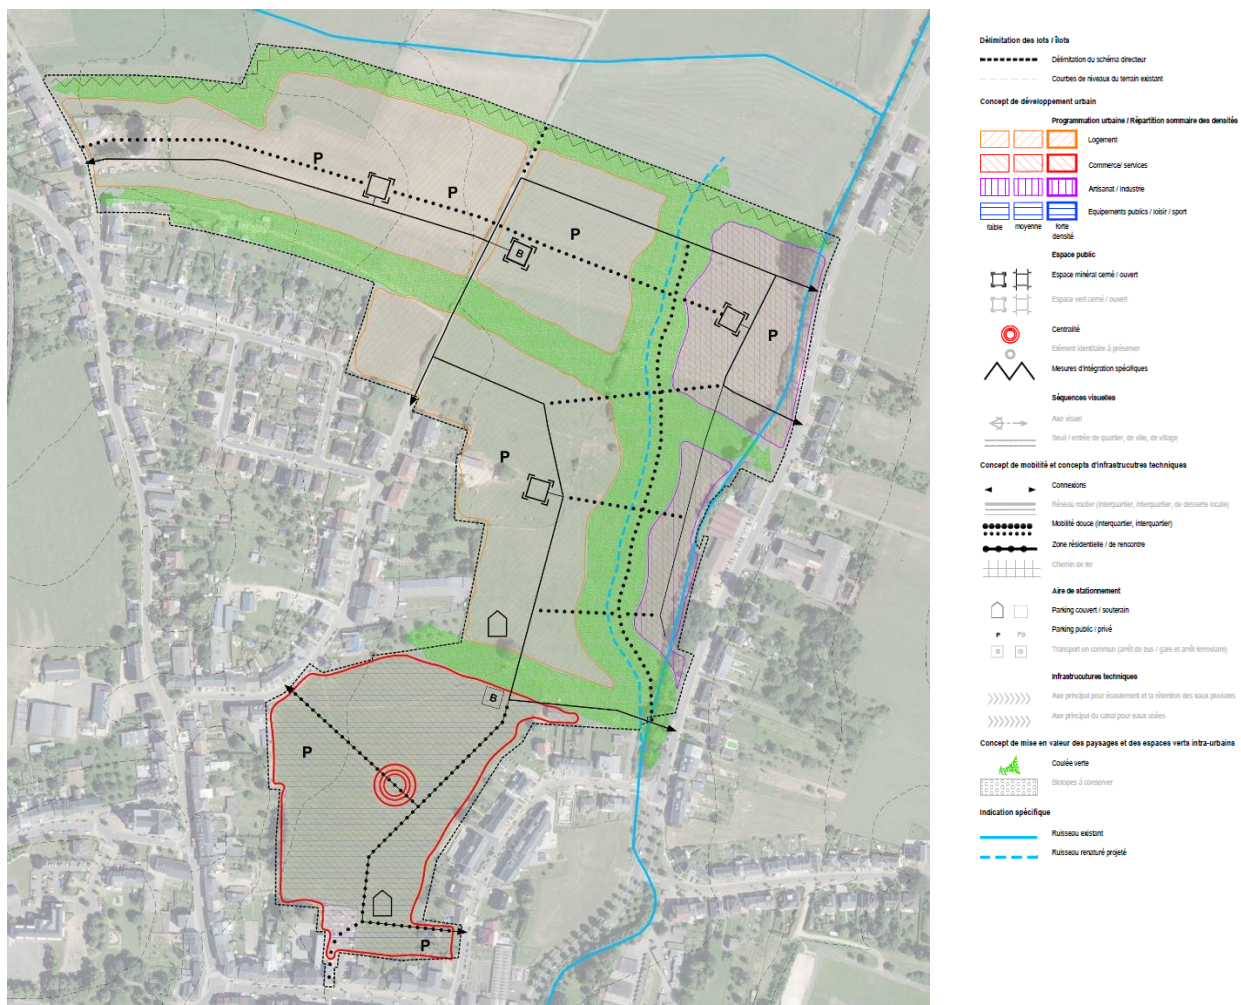 P
P
P
B
P
P
P
B
P
P
Délimitation des lots / îlots
Délimitation du schéma directeur
Courbes de niveaux du terrain existant
Concept de développement urbain
Programmation urbaine / Répartition sommaire des densités
Logement
Commerce/ services
Artisanat / Industrie
Equipements publics / loisir / sport
faible moyenne forte
densité
Espace public
Espace minéral cerné / ouvert
Espace vert cerné / ouvert
Centralité
Elément identitaire à préserver
Mesures d'intégration spécifiques
Séquences visuelles
Axe visuel
Seuil / entrée de quartier, de ville, de village
Concept de mobilité et concepts d'infrastrucutres techniques
Connexions
Réseau routier (interquartier, interquartier, de desserte locale)
Mobilité douce (interquartier, interquartier)
Zone résidentielle / de rencontre
Chemin de fer
Aire de stationnement
Parking couvert / souterain
P Pp Parking public / privé
B G Transport en commun (arrêt de bus / gare et arrêt ferroviaire)
Infrastrucutures techniques
Axe principal pour écoulement et la rétention des eaux pluviales
Axe principal du canal pour eaux usées
Concept de mise en valeur des paysages et des espaces verts intra-urbains
Coulée verte
Biotopes à conserver
Indication spécifique
Ruisseau existant
Ruisseau renaturé projeté